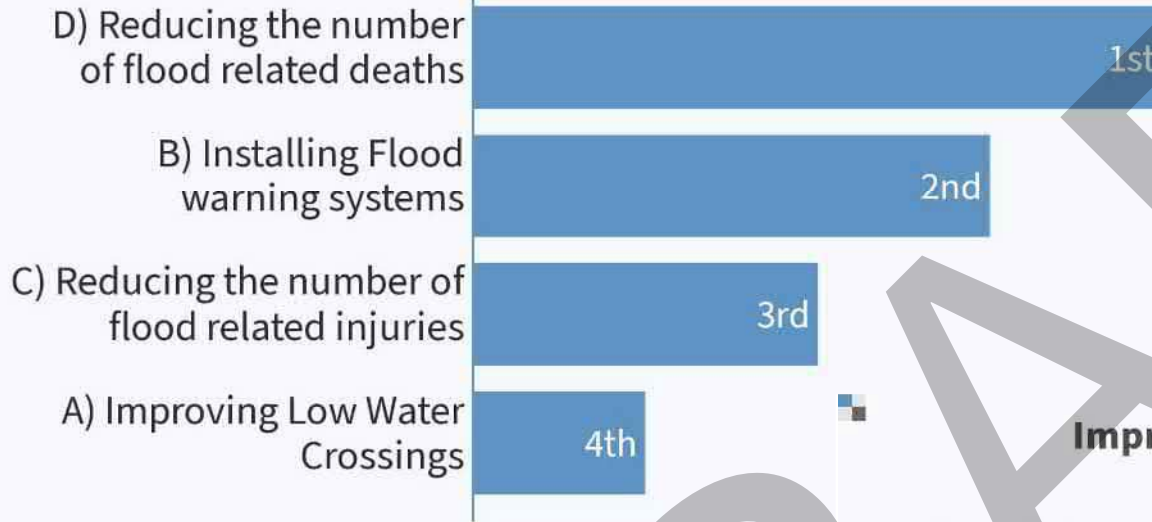 D) Reducing the number
of flood related deaths
1st
B) Installing Flood
warning systems
2nd
C) Reducing the number of
flood related injuries
3rd
A) Improving Low Water
Crossings
4th